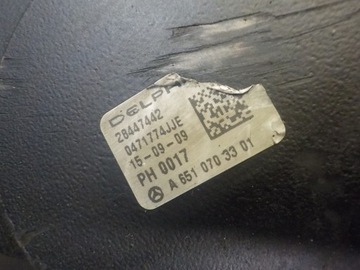 DELPHI
28447442
0471774JJE
15-09-09
PH 0017
A 651 070 33 01